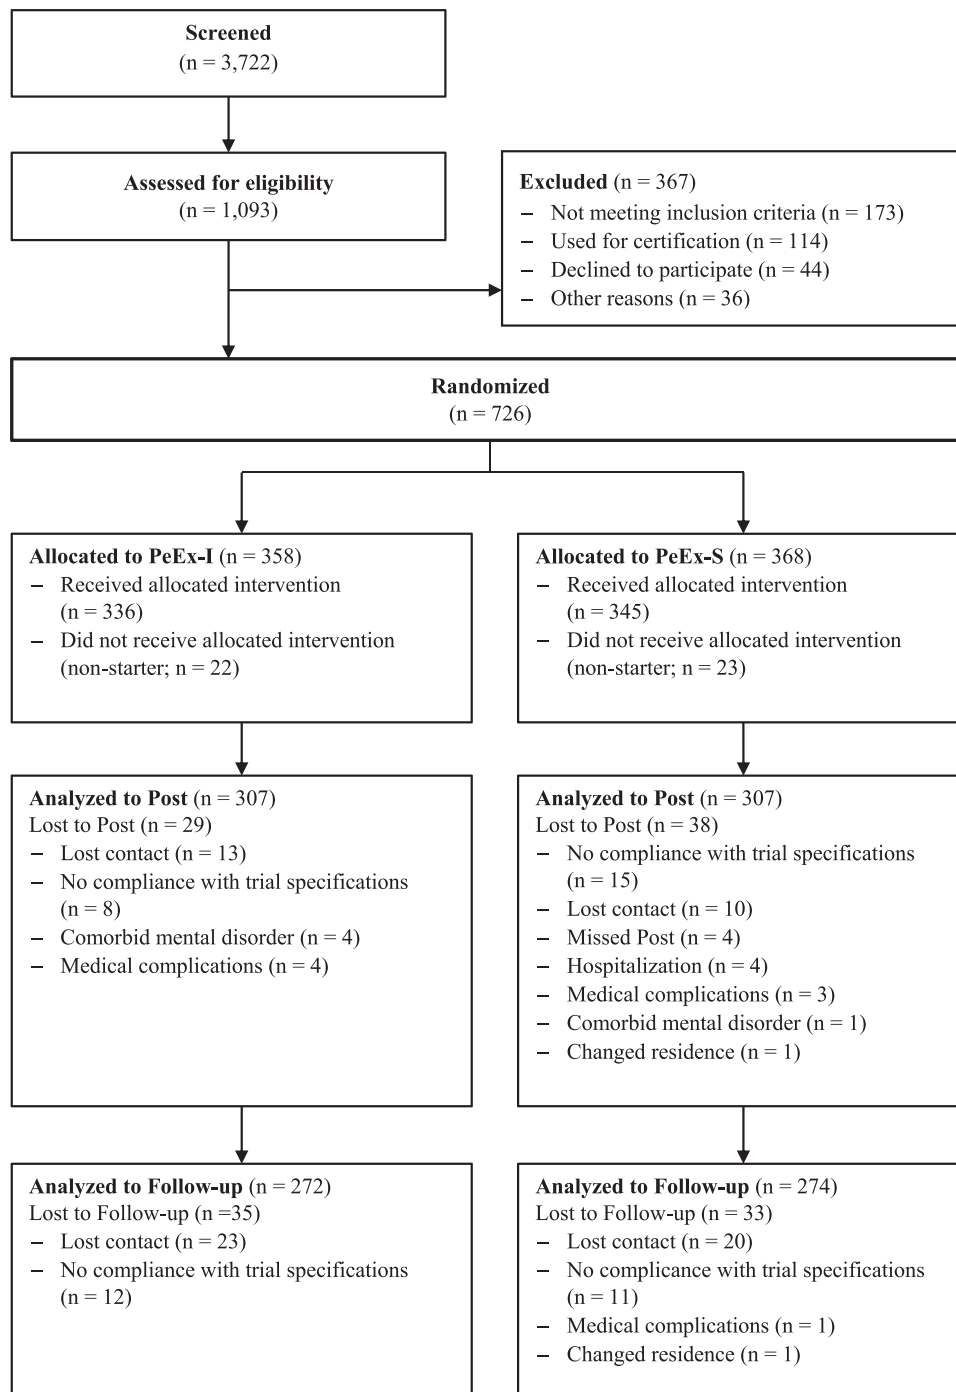 Screened
(n = 3,722)
Assessed for eligibility
(n = 1,093)
Excluded (n = 367)
– Not meeting inclusion criteria (n = 173)
– Used for certification (n = 114)
– Declined to participate (n = 44)
– Other reasons (n = 36)
Randomized
(n = 726)
Allocated to PeEx-I (n = 358)
– Received allocated intervention
(n = 336)
– Did not receive allocated intervention
(non-starter; n = 22)
Allocated to PeEx-S (n = 368)
– Received allocated intervention
(n = 345)
– Did not receive allocated intervention
(non-starter; n = 23)
Analyzed to Post (n = 307)
Lost to Post (n = 29)
– Lost contact (n = 13)
– No compliance with trial specifications
(n = 8)
– Comorbid mental disorder (n = 4)
– Medical complications (n = 4)
Analyzed to Post (n = 307)
Lost to Post (n = 38)
– No compliance with trial specifications
(n = 15)
– Lost contact (n = 10)
– Missed Post (n = 4)
– Hospitalization (n = 4)
– Medical complications (n = 3)
– Comorbid mental disorder (n = 1)
– Changed residence (n = 1)
Analyzed to Follow-up (n = 272)
Lost to Follow-up (n =35)
– Lost contact (n = 23)
– No compliance with trial specifications
(n = 12)
Analyzed to Follow-up (n = 274)
Lost to Follow-up (n = 33)
– Lost contact (n = 20)
– No complicance with trial specifications
(n = 11)
– Medical complications (n = 1)
– Changed residence (n = 1)